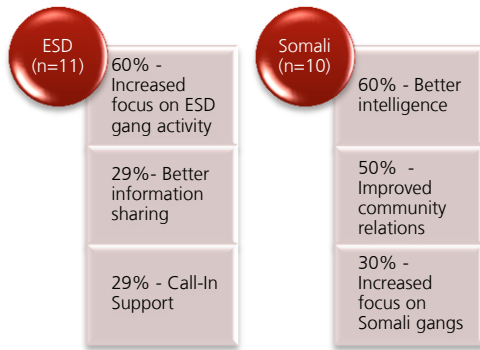 ESD
(n=11)
60% -
Increased
focus on ESD
gang activity
29%- Better
information
sharing
29% - Call-In
Support
Somali
(n=10)
60% - Better
intelligence
50%  -
Improved
community
relations
30% -
Increased
focus on
Somali gangs